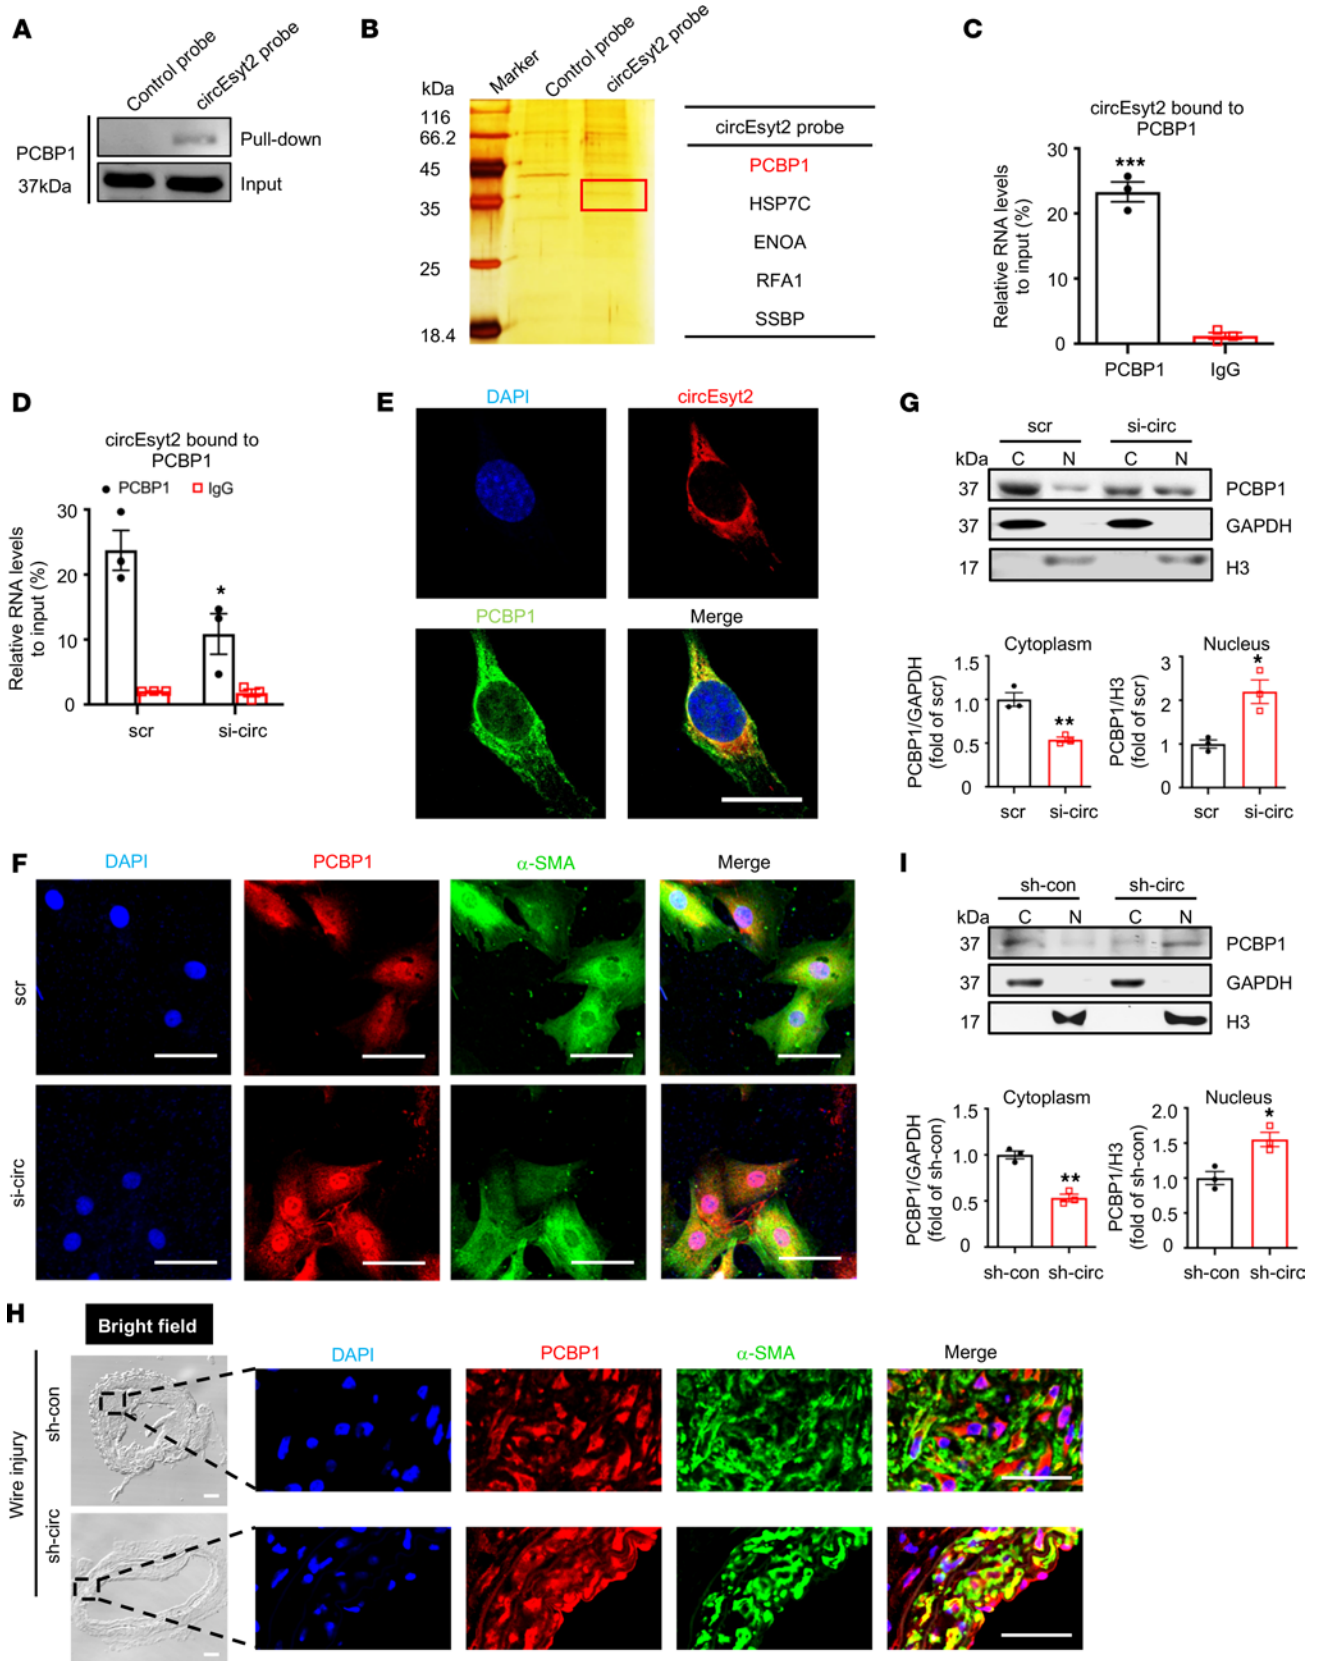 A
Control probe
circEsyt2 probe
PCBP1
37kDa
Pull-down
Input
B
kDa
Marker
Control probe
circEsyt2 probe
116
66.2
45
35
25
18.4
circEsyt2 probe
PCBP1
HSP7C
ENOA
RFA1
SSBP
C
circEsyt2 bound to
PCBP1
Relative RNA levels
to input (%)
30
20
10
0
***
PCBP1
IgG
D
circEsyt2 bound to
PCBP1
PCBP1
IgG
Relative RNA levels
to input (%)
30
20
10
0
*
scr
si-circ
E
DAPI
circEsyt2
PCBP1
Merge
G
scr
si-circ
kDa
C
N
C
N
37
PCBP1
37
GAPDH
17
H3
Cytoplasm
PCBP1/GAPDH
(fold of scr)
1.5
1.0
0.5
0
**
scr
si-circ
Nucleus
PCBP1/H3
(fold of scr)
3
2
1
0
*
scr
si-circ
F
DAPI
PCBP1
α-SMA
Merge
scr
si-circ
I
sh-con
sh-circ
kDa
C
N
C
N
37
PCBP1
37
GAPDH
17
H3
Cytoplasm
PCBP1/GAPDH
(fold of sh-con)
1.5
1.0
0.5
0
**
sh-con
sh-circ
Nucleus
PCBP1/H3
(fold of sh-con)
2.0
1.5
1.0
0.5
0
*
sh-con
sh-circ
H
Bright field
DAPI
PCBP1
α-SMA
Merge
Wire injury
sh-con
sh-circ